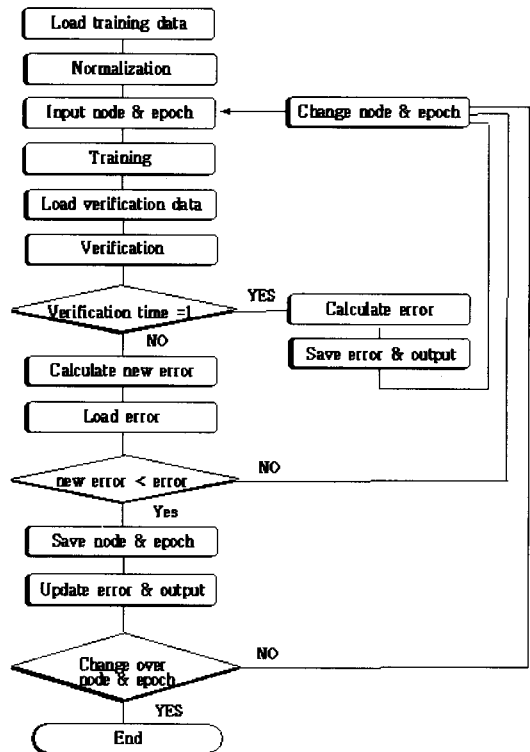 Load training data
Normalization
Input node & epoch
Change node & epoch
Training
Load verification data
Verification
Verification time =1
YES
Calculate error
NO
Save error & output
Calculate new error
Load error
new error < error
NO
Yes
Save node & epoch
Update error & output
Change over
node & epoch
NO
YES
End